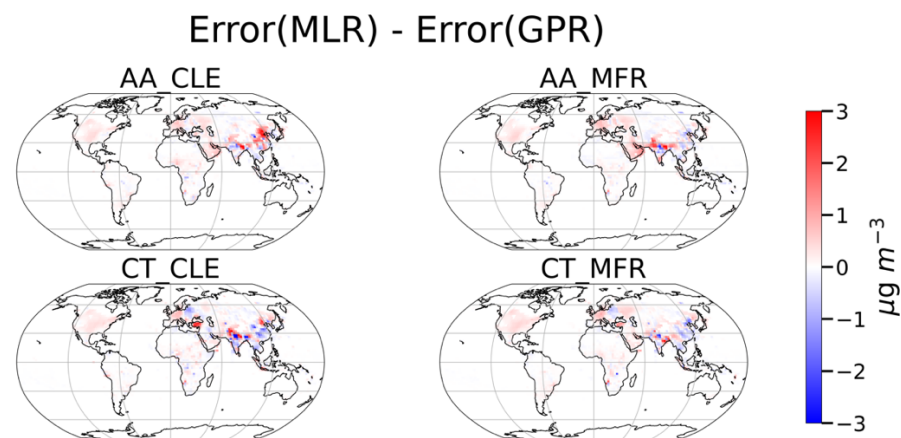 Error(MLR) - Error(GPR)
AA_CLE
AA_MFR
CT_CLE
CT_MFR
3
2
1
0
−1
−2
−3
μg m⁻³